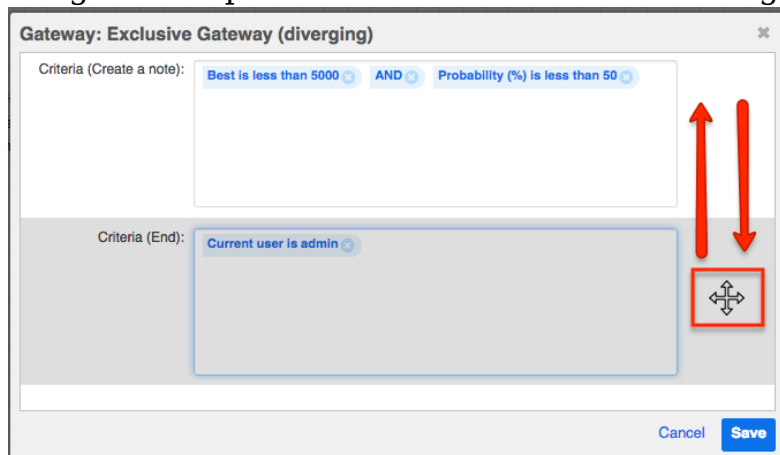 Gateway: Exclusive Gateway (diverging)
Criteria (Create a note):
Best is less than 5000 AND Probability (%) is less than 50
Criteria (End):
Current user is admin
Cancel Save